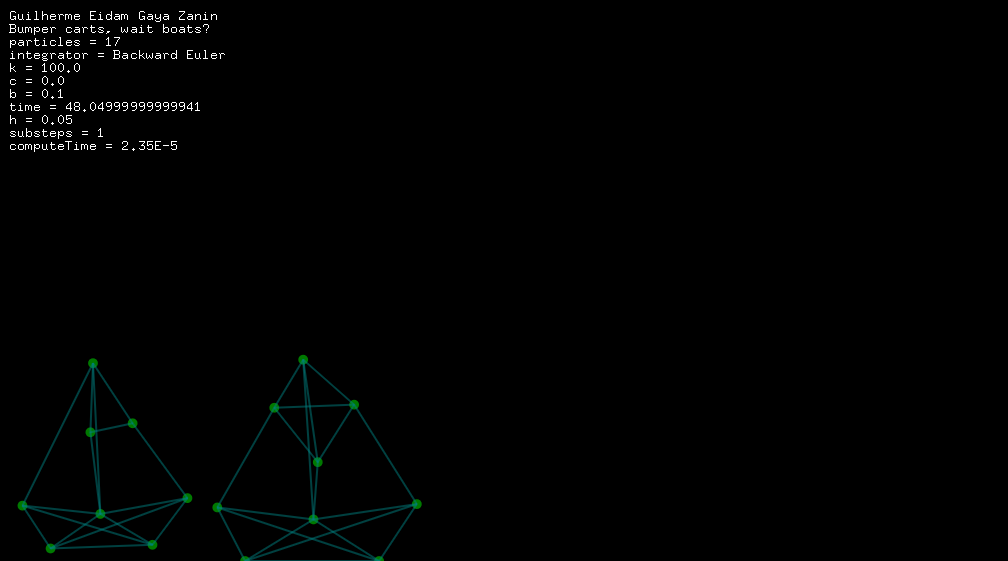 Guilherme Eidam Gaya Zanin
Bumper carts, wait boats?
particles = 17
integrator = Backward Euler
k = 100.0
c = 0.0
b = 0.1
time = 48.04999999999941
h = 0.05
substeps = 1
computeTime = 2.35E-5